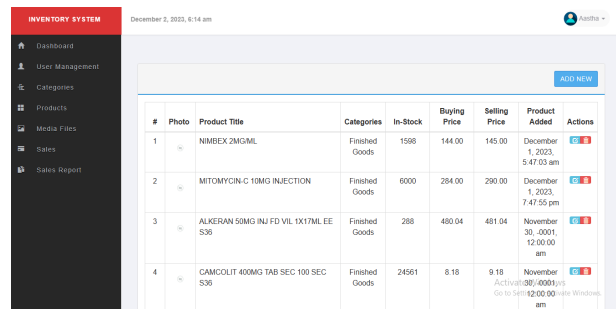 INVENTORY SYSTEM
December 2, 2023, 6:14 am
Aastha
Dashboard
User Management
Categories
Products
Media Files
Sales
Sales Report
ADD NEW
# Photo Product Title Categories In-Stock Buying Price Selling Price Product Added Actions
1 NIMBEX 2MG/ML Finished Goods 1598 144.00 145.00 December 1, 2023, 5:47:03 am
2 MITOMYCIN-C 10MG INJECTION Finished Goods 6000 284.00 290.00 December 1, 2023, 7:47:55 pm
3 ALKERAN 50MG INJ FD VIL 1X17ML EE S36 Finished Goods 288 480.04 481.04 November 30, -0001, 12:00:00 am
4 CAMCOLIT 400MG TAB SEC 100 SEC S36 Finished Goods 24561 8.18 9.18 November 30, -0001, 12:00:00 am
Activate Windows
Go to Settings to activate Windows.